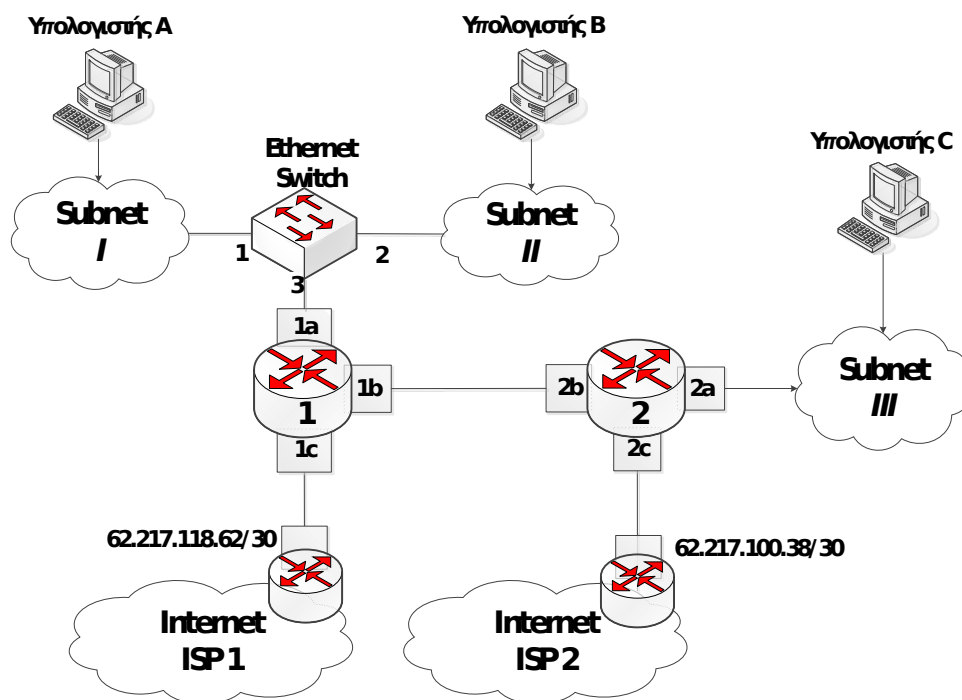 Υπολογιστής A
Υπολογιστής B
Υπολογιστής C
Ethernet
Switch
Subnet
I
1
2
3
Subnet
II
1a
1
1b
1c
2b
2
2a
2c
Subnet
III
62.217.118.62/30
62.217.100.38/30
Internet
ISP 1
Internet
ISP 2